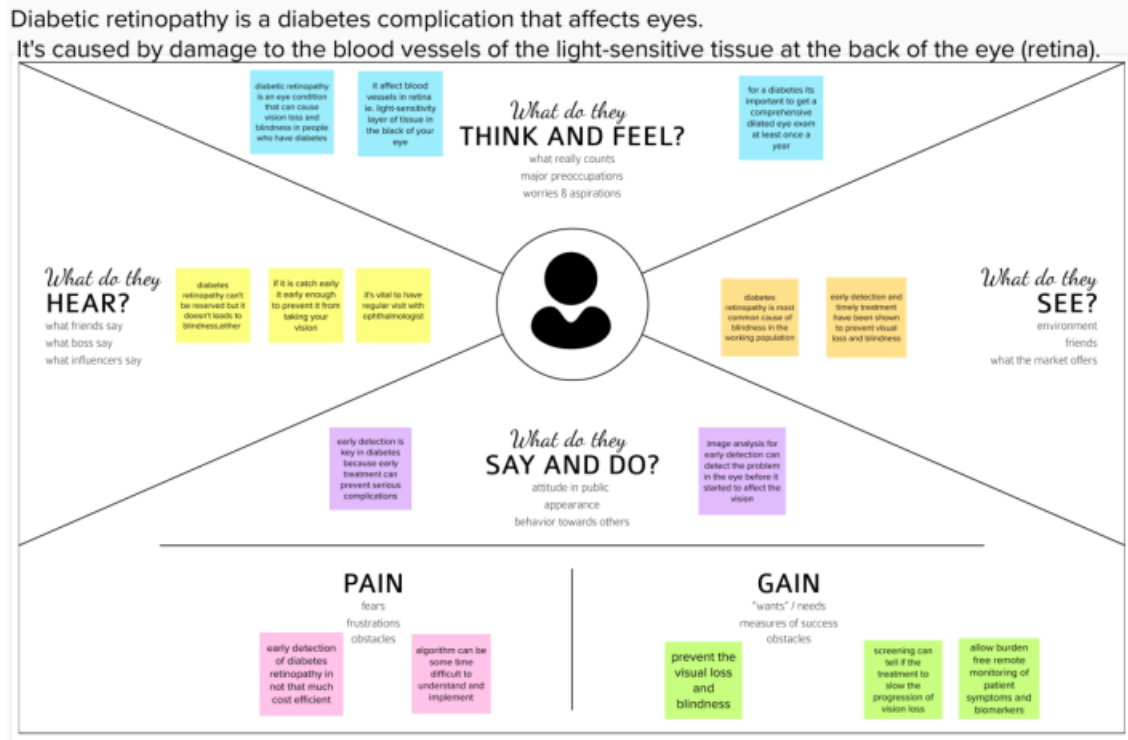 Diabetic retinopathy is a diabetes complication that affects eyes.
It's caused by damage to the blood vessels of the light-sensitive tissue at the back of the eye (retina).
diabetic retinopathy
is an eye condition
that can cause
vision loss and
blindness in people
who have diabetes
it affect blood
vessels in retina
ie. light-sensitivity
layer of tissue in
the black of your
eye
What do they
THINK AND FEEL?
what really counts
major preoccupations
worries & aspirations
for a diabetes its
important to get a
comprehensive
dilated eye exam
at least once a
year
What do they
HEAR?
what friends say
what boss say
what influencers say
diabetes
retinopathy can't
be reserved but it
doesn't leads to
blindness,either
if it is catch early
it early enough
to prevent it from
taking your
vision
it's vital to have
regular visit with
ophthalmologist
diabetes
retinopathy is most
common cause of
blindness in the
working population
early detection and
timely treatment
have been shown
to prevent visual
loss and blindness
What do they
SEE?
environment
friends
what the market offers
early detection is
key in diabetes
because early
treatment can
prevent serious
complications
What do they
SAY AND DO?
attitude in public
appearance
behavior towards others
image analysis for
early detection can
detect the problem
in the eye before it
started to affect the
vision
PAIN
fears
frustrations
obstacles
early detection
of diabetes
retinopathy in
not that much
cost efficient
algorithm can be
some time
difficult to
understand and
implement
GAIN
"wants" / needs
measures of success
obstacles
prevent the
visual loss
and
blindness
screening can
tell if the
treatment to
slow the
progression of
vision loss
allow burden
free remote
monitoring of
patient
symptoms and
biomarkers